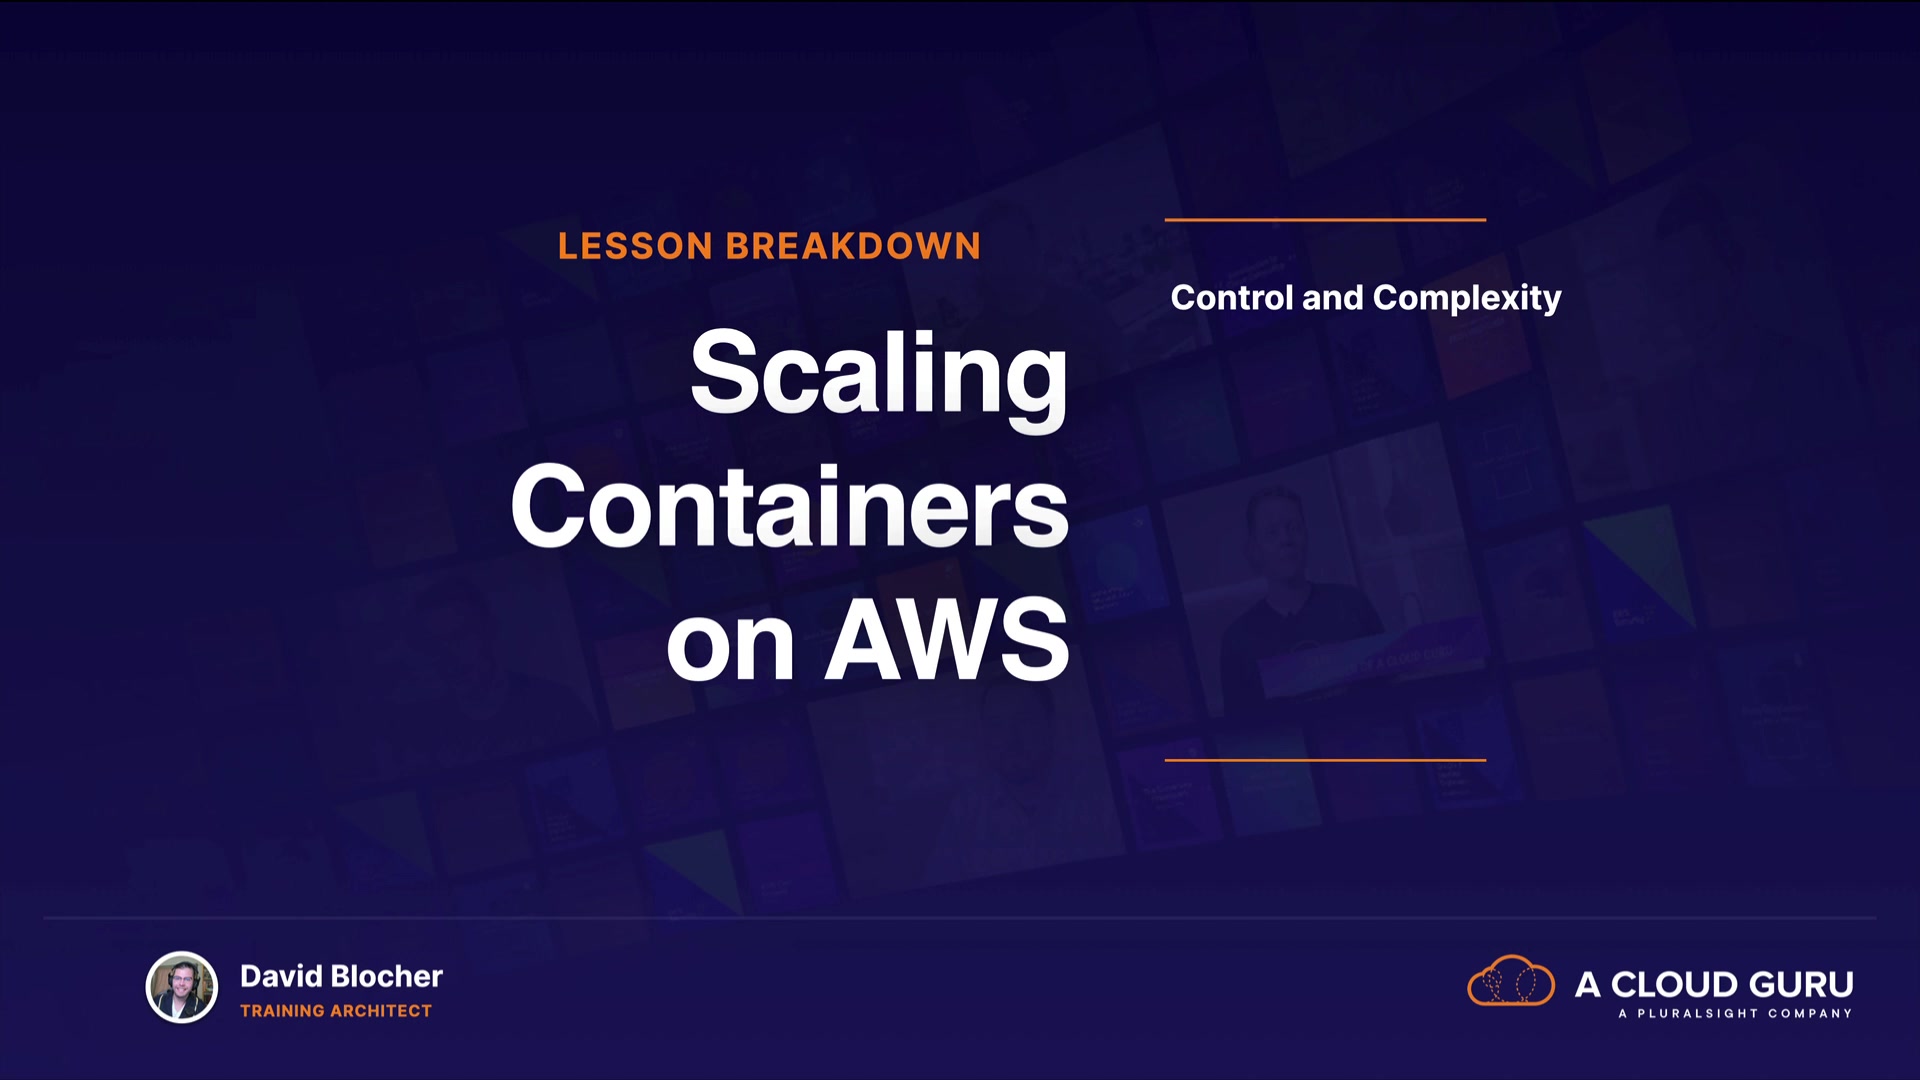 LESSON BREAKDOWN
Scaling
Containers
on AWS
Control and Complexity
David Blocher
TRAINING ARCHITECT
A CLOUD GURU
A PLURALSIGHT COMPANY